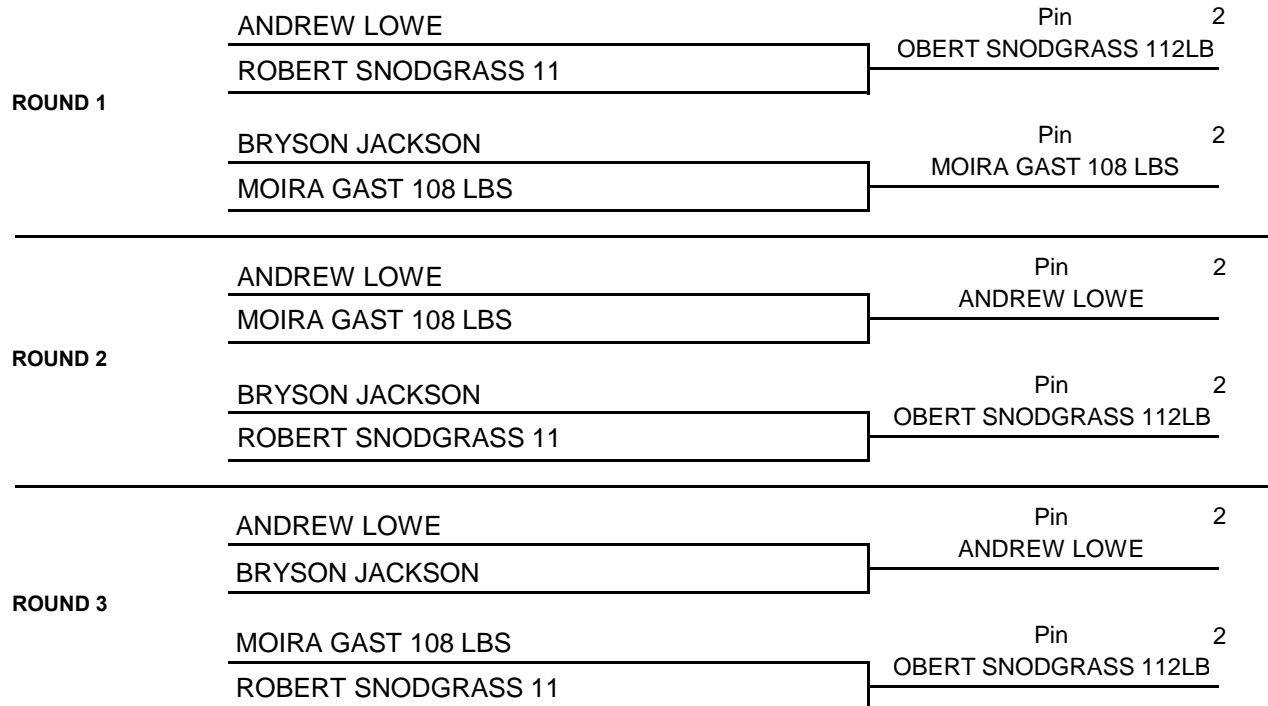 ANDREW LOWE
Pin 2
OBERT SNODGRASS 112LB
ROBERT SNODGRASS 11
ROUND 1
BRYSON JACKSON
Pin 2
MOIRA GAST 108 LBS
MOIRA GAST 108 LBS
ANDREW LOWE
Pin 2
ANDREW LOWE
MOIRA GAST 108 LBS
ROUND 2
BRYSON JACKSON
Pin 2
OBERT SNODGRASS 112LB
ROBERT SNODGRASS 11
ANDREW LOWE
Pin 2
ANDREW LOWE
BRYSON JACKSON
ROUND 3
MOIRA GAST 108 LBS
Pin 2
OBERT SNODGRASS 112LB
ROBERT SNODGRASS 11